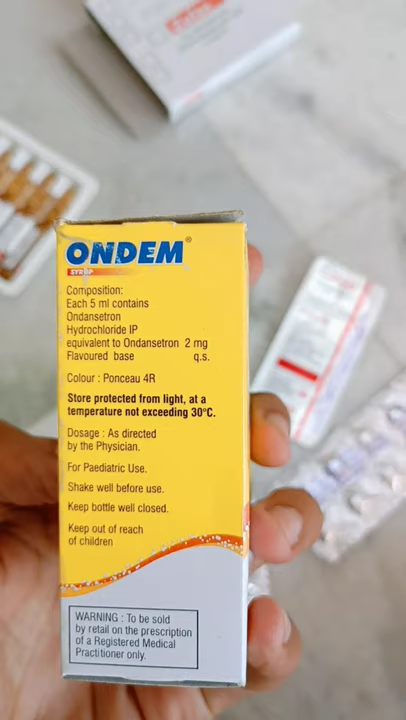 ONDEM®
SYRUP
Composition:
Each 5 ml contains
Ondansetron
Hydrochloride IP
equivalent to Ondansetron 2 mg
Flavoured base q.s.
Colour : Ponceau 4R
Store protected from light, at a
temperature not exceeding 30°C.
Dosage : As directed
by the Physician.
For Paediatric Use.
Shake well before use.
Keep bottle well closed.
Keep out of reach
of children
WARNING : To be sold
by retail on the prescription
of a Registered Medical
Practitioner only.